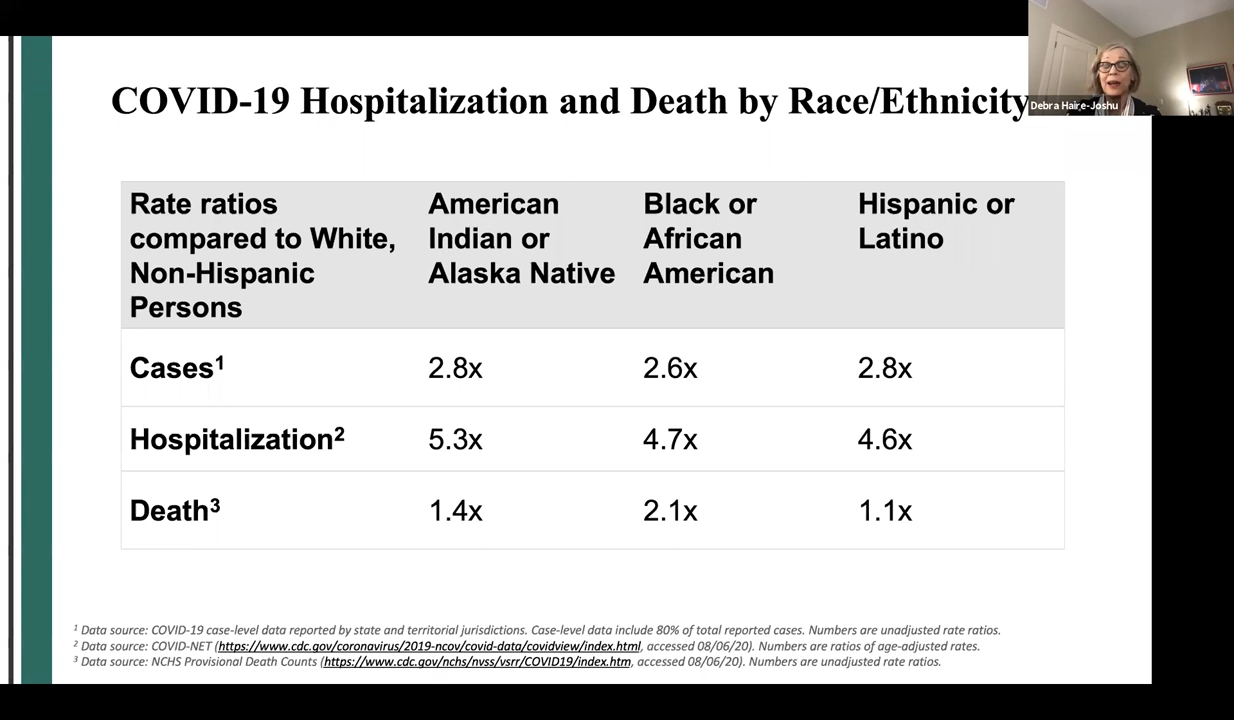 COVID-19 Hospitalization and Death by Race/Ethnicity
Debra Haire-Joshu
Rate ratios
compared to White,
Non-Hispanic
Persons
American
Indian or
Alaska Native
Black or
African
American
Hispanic or
Latino
Cases¹ 2.8x 2.6x 2.8x
Hospitalization² 5.3x 4.7x 4.6x
Death³ 1.4x 2.1x 1.1x
¹ Data source: COVID-19 case-level data reported by state and territorial jurisdictions. Case-level data include 80% of total reported cases. Numbers are unadjusted rate ratios.
² Data source: COVID-NET (https://www.cdc.gov/coronavirus/2019-ncov/covid-data/covidview/index.html, accessed 08/06/20). Numbers are ratios of age-adjusted rates.
³ Data source: NCHS Provisional Death Counts (https://www.cdc.gov/nchs/nvss/vsrr/COVID19/index.htm, accessed 08/06/20). Numbers are unadjusted rate ratios.